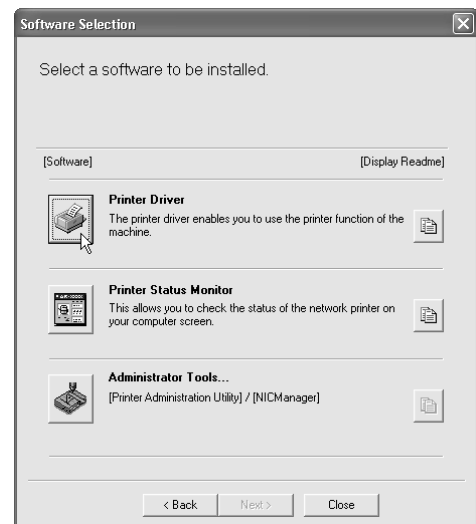 Software Selection
Select a software to be installed.
[Software] [Display Readme]
Printer Driver
The printer driver enables you to use the printer function of the
machine.
Printer Status Monitor
This allows you to check the status of the network printer on
your computer screen.
Administrator Tools...
[Printer Administration Utility] / [NICManager]
< Back Next > Close